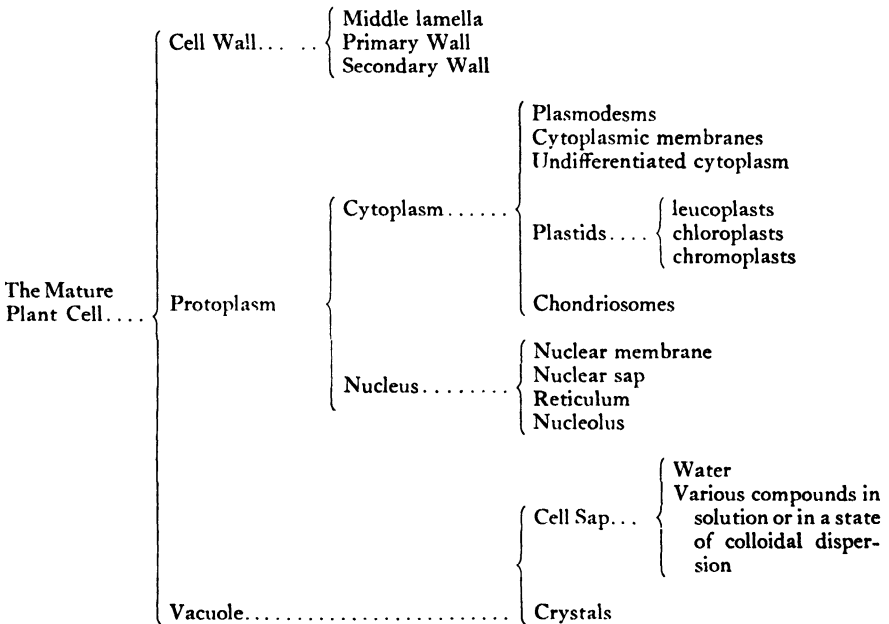 Cell Wall... ..
Middle lamella
Primary Wall
Secondary Wall
The Mature
Plant Cell....
Protoplasm
Cytoplasm......
Plasmodesms
Cytoplasmic membranes
Undifferentiated cytoplasm
Plastids....
leucoplasts
chloroplasts
chromoplasts
Chondriosomes
Nucleus.........
Nuclear membrane
Nuclear sap
Reticulum
Nucleolus
Vacuole.........................
Cell Sap...
Water
Various compounds in
solution or in a state
of colloidal disper-
sion
Crystals